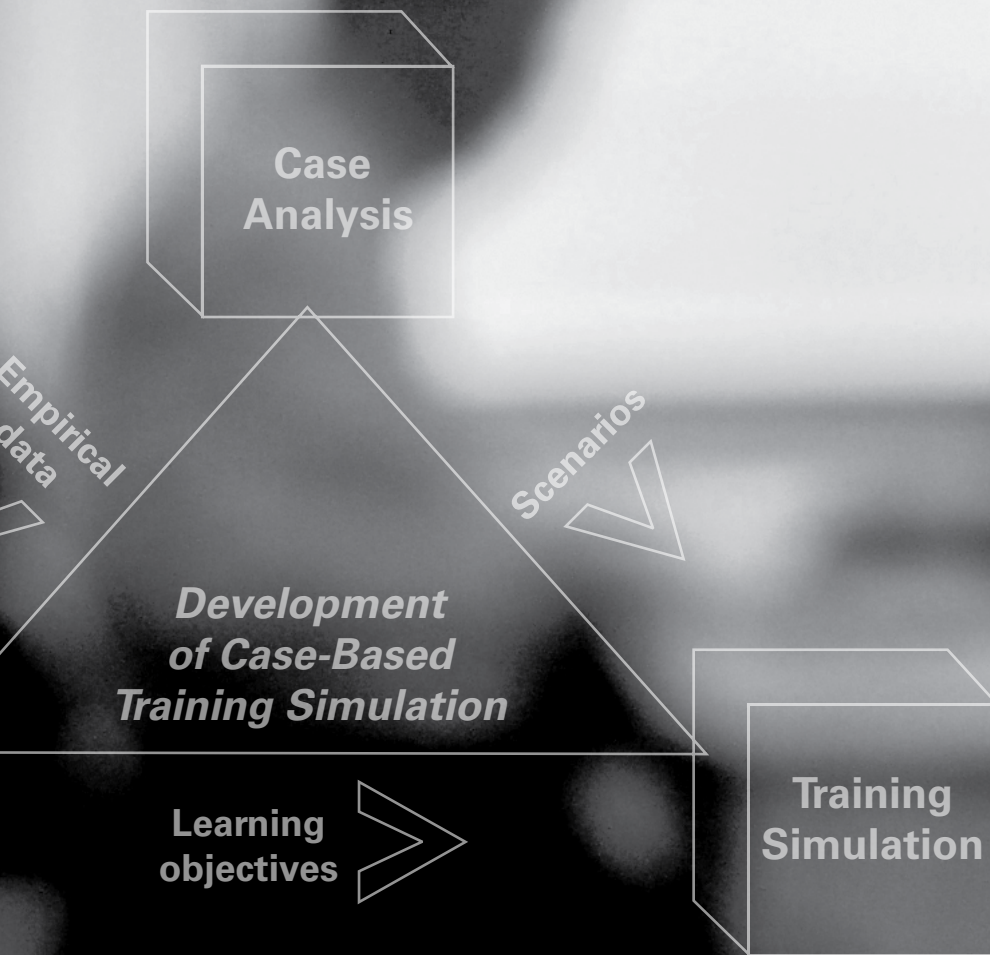 Case
Analysis
Empirical
data
Scenarios
Development
of Case-Based
Training Simulation
Learning
objectives
Training
Simulation